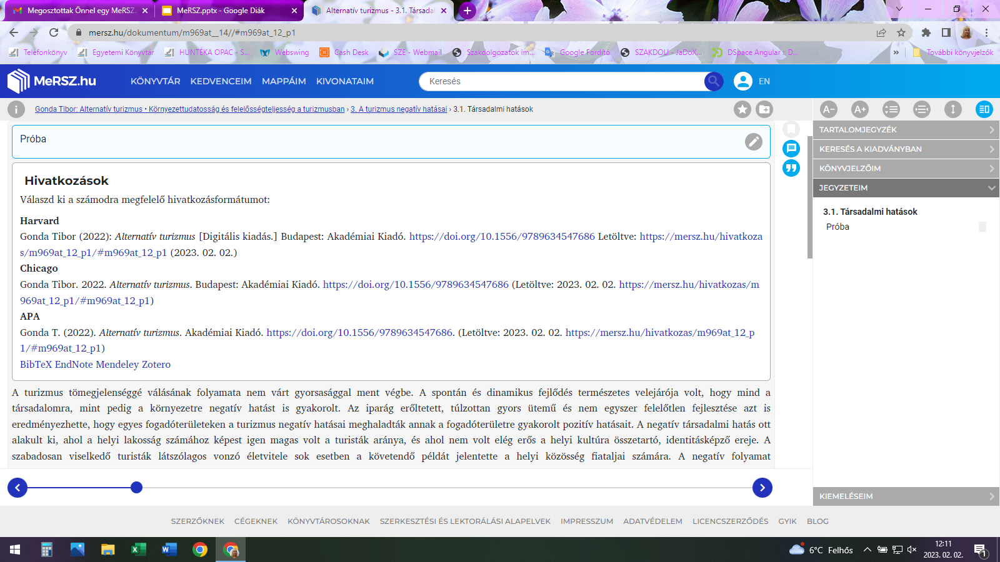 Megosztottak Önnel egy MeRSZ
MeRSZ.pptx - Google Diák
Alternatív turizmus - 3.1. Társada
mersz.hu/dokumentum/m969at__14//#m969at_12_p1
Telefonkönyv
Egyetemi Könyvtár
HUNTÉKA OPAC - S...
Webswing
Cash Desk
SZE - Webmail
Szakdolgozatok im...
Google Fordító
SZAKDOLI - JaDoX...
DSpace Angular :: D...
»
További könyvjelzők
MeRSZ.hu
KÖNYVTÁR KEDVENCEIM MAPPÁIM KIVONATAIM
Keresés
EN
Gonda Tibor: Alternatív turizmus • Környezettudatosság és felelősségteljesség a turizmusban › 3. A turizmus negatív hatásai › 3.1. Társadalmi hatások
A− A+
Próba
Hivatkozások
Válaszd ki a számodra megfelelő hivatkozásformátumot:
Harvard
Gonda Tibor (2022): Alternatív turizmus [Digitális kiadás.] Budapest: Akadémiai Kiadó. https://doi.org/10.1556/9789634547686 Letöltve: https://mersz.hu/hivatkoza
s/m969at_12_p1/#m969at_12_p1 (2023. 02. 02.)
Chicago
Gonda Tibor. 2022. Alternatív turizmus. Budapest: Akadémiai Kiadó. https://doi.org/10.1556/9789634547686 (Letöltve: 2023. 02. 02. https://mersz.hu/hivatkozas/m
969at_12_p1/#m969at_12_p1)
APA
Gonda T. (2022). Alternatív turizmus. Akadémiai Kiadó. https://doi.org/10.1556/9789634547686. (Letöltve: 2023. 02. 02. https://mersz.hu/hivatkozas/m969at_12_p
1/#m969at_12_p1)
BibTeX EndNote Mendeley Zotero
A turizmus tömegjelenséggé válásának folyamata nem várt gyorsasággal ment végbe. A spontán és dinamikus fejlődés természetes velejárója volt, hogy mind a
társadalomra, mint pedig a környezetre negatív hatást is gyakorolt. Az iparág erőltetett, túlzottan gyors ütemű és nem egyszer felelőtlen fejlesztése azt is
eredményezhette, hogy egyes fogadóterületeken a turizmus negatív hatásai meghaladták annak a fogadóterületre gyakorolt pozitív hatásait. A negatív társadalmi hatás ott
alakult ki, ahol a helyi lakosság számához képest igen magas volt a turisták aránya, és ahol nem volt elég erős a helyi kultúra összetartó, identitásképző ereje. A
szabadosan viselkedő turisták látszólagos vonzó életvitele sok esetben a követendő példát jelentette a helyi közösség fiataljai számára. A negatív folyamat
TARTALOMJEGYZÉK
KERESÉS A KIADVÁNYBAN
KÖNYVJELZŐIM
JEGYZETEIM
3.1. Társadalmi hatások
Próba
KIEMELÉSEIM
SZERZŐKNEK CÉGEKNEK KÖNYVTÁROSOKNAK SZERKESZTÉSI ÉS LEKTORÁLÁSI ALAPELVEK IMPRESSZUM ADATVÉDELEM LICENCSZERZŐDÉS GYIK BLOG
6°C Felhős
12:11
2023. 02. 02.
1